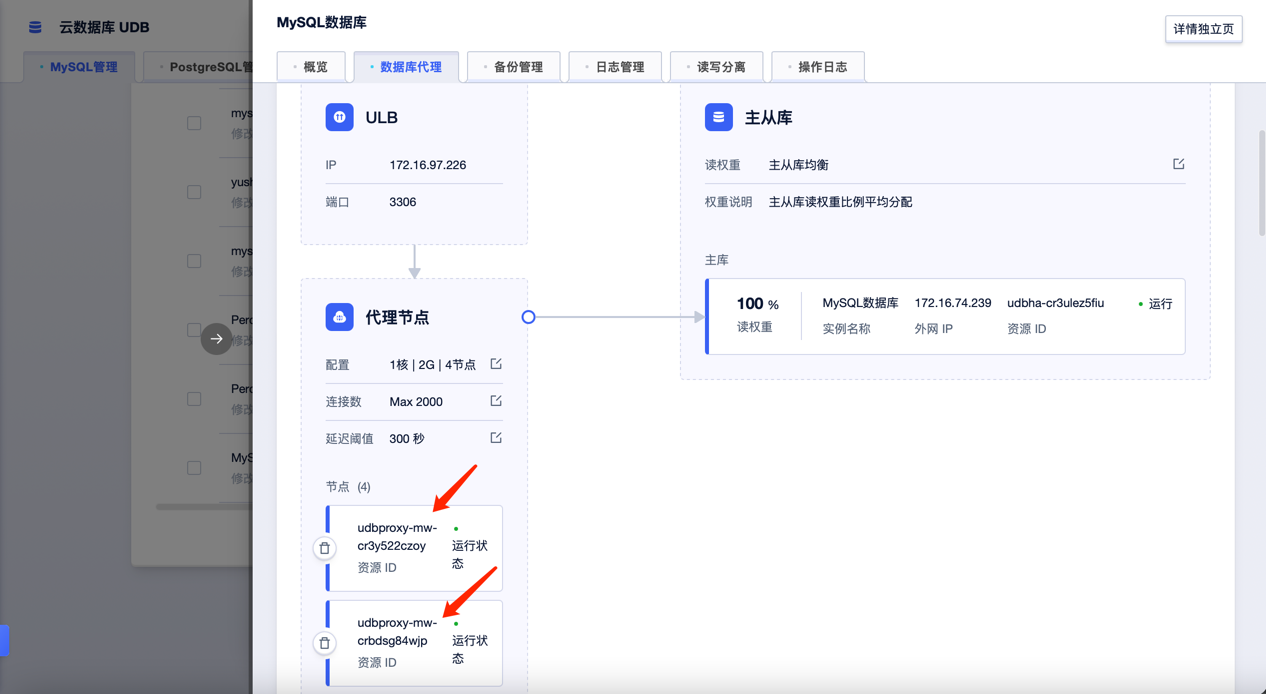 云数据库 UDB
MySQL管理
PostgreSQL管
mys
修改
yush
修改
mys
修改
Perc
修改
Perc
修改
MyS
修改
MySQL数据库
详情独立页
概览
数据库代理
备份管理
日志管理
读写分离
操作日志
ULB
IP 172.16.97.226
端口 3306
代理节点
配置 1核 | 2G | 4节点
连接数 Max 2000
延迟阈值 300 秒
节点 (4)
udbproxy-mw-
cr3y522czoy
资源 ID
运行状
态
udbproxy-mw-
crbdsg84wjp
资源 ID
运行状
态
主从库
读权重 主从库均衡
权重说明 主从库读权重比例平均分配
主库
100 %
读权重
MySQL数据库
实例名称
172.16.74.239
外网 IP
udbha-cr3ulez5fiu
资源 ID
运行